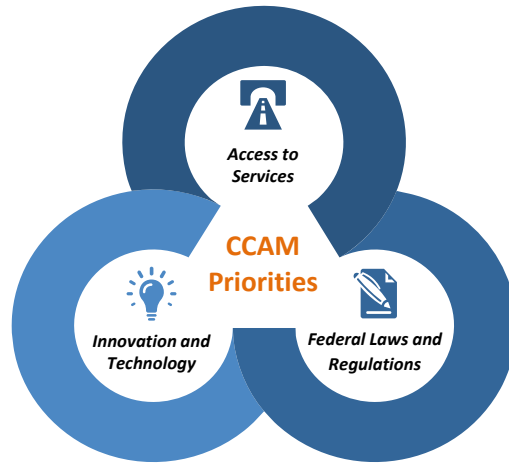 Access to
Services
CCAM
Priorities
Innovation and
Technology
Federal Laws and
Regulations